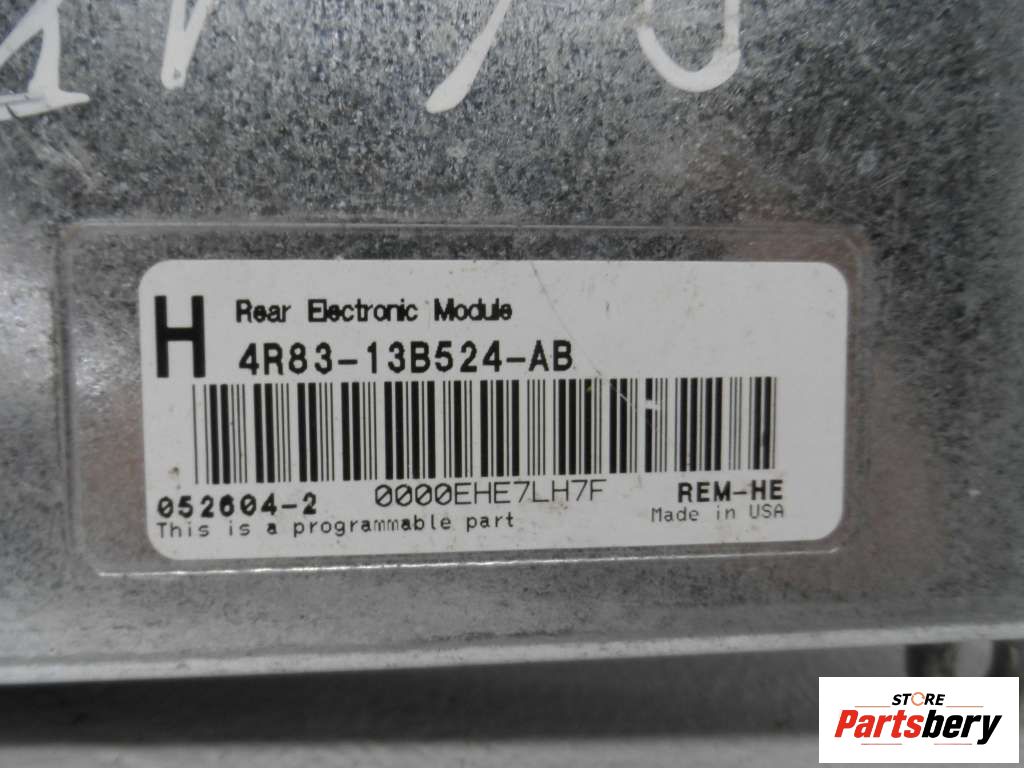 H
Rear Electronic Module
4R83-13B524-AB
0000EHE7LH7F
052604-2
REM-HE
This is a programmable part
Made in USA
STORE
Partsbery